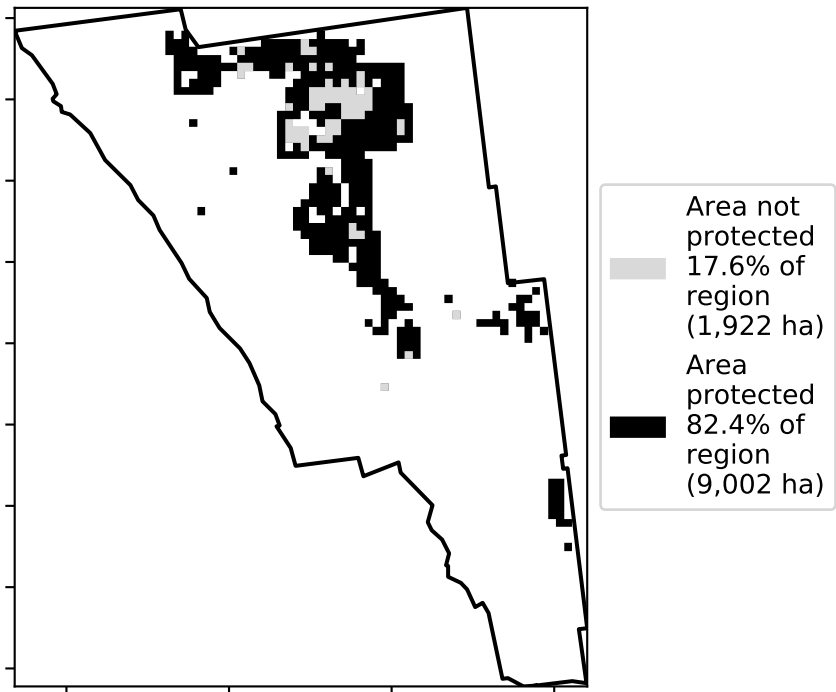 Area not
protected
17.6% of
region
(1,922 ha)
Area
protected
82.4% of
region
(9,002 ha)